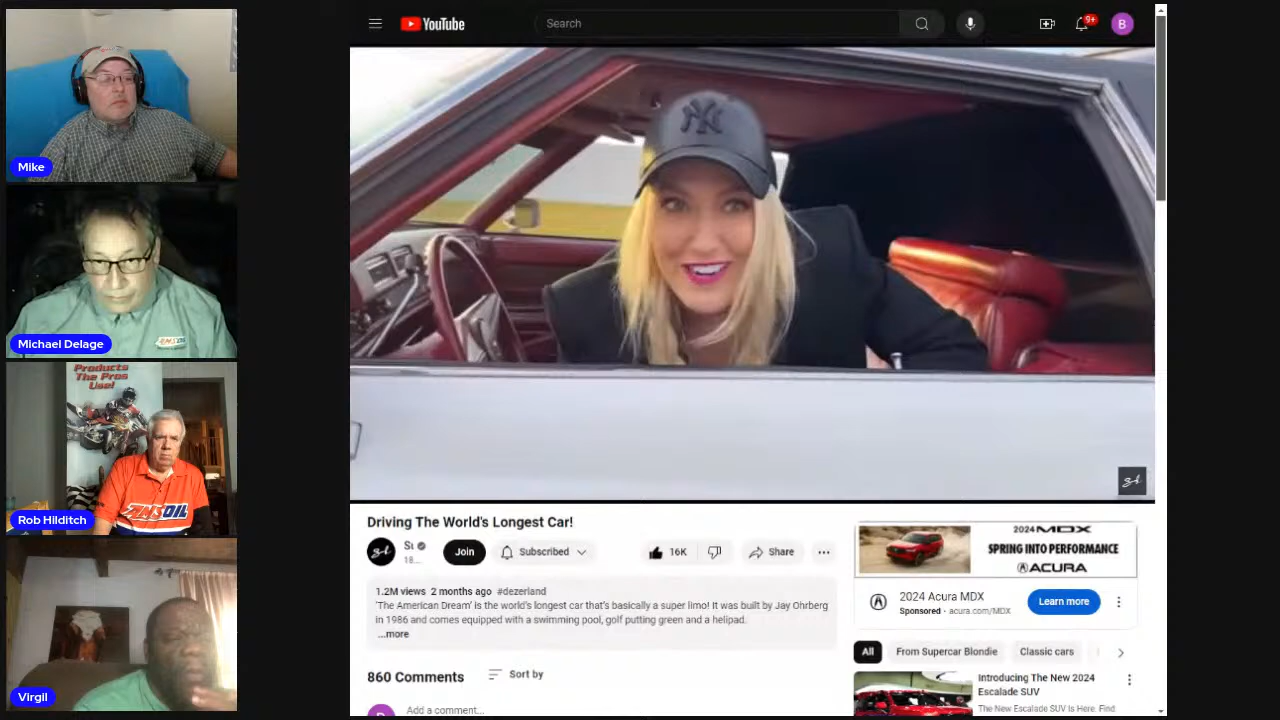 Mike
Michael Delage
AMSOIL
Products
The Pros
Use!
AMSOIL
Rob Hilditch
Virgil
YouTube
Search
9+
B
NY
Driving The World's Longest Car!
Join
Subscribed
16K
Share
1.2M views 2 months ago #dezerland
'The American Dream' is the world's longest car that's basically a super limo! It was built by Jay Ohrberg
in 1986 and comes equipped with a swimming pool, golf putting green and a helipad.
...more
860 Comments
Sort by
Add a comment...
2024 MDX
SPRING INTO PERFORMANCE
ACURA
2024 Acura MDX
Sponsored · acura.com/MDX
Learn more
All
From Supercar Blondie
Classic cars
Introducing The New 2024
Escalade SUV
The New Escalade SUV Is Here. Find